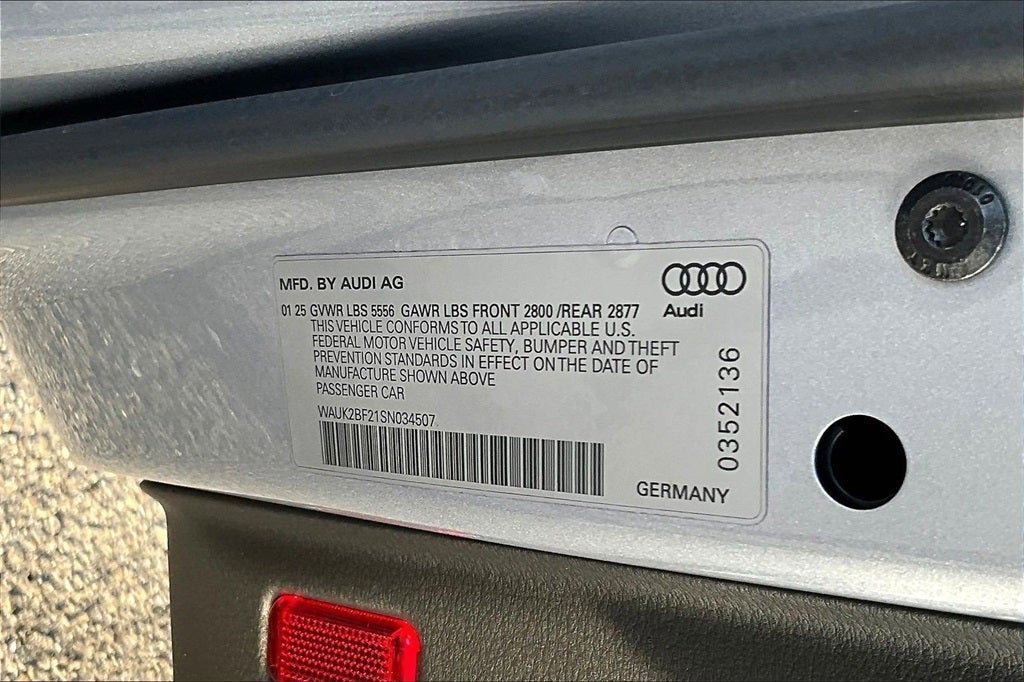 MFD. BY AUDI AG
Audi
01 25 GVWR LBS 5556 GAWR LBS FRONT 2800 /REAR 2877
THIS VEHICLE CONFORMS TO ALL APPLICABLE U.S.
FEDERAL MOTOR VEHICLE SAFETY, BUMPER AND THEFT
PREVENTION STANDARDS IN EFFECT ON THE DATE OF
MANUFACTURE SHOWN ABOVE
PASSENGER CAR
WAUK2BF21SN034507
0352136
GERMANY